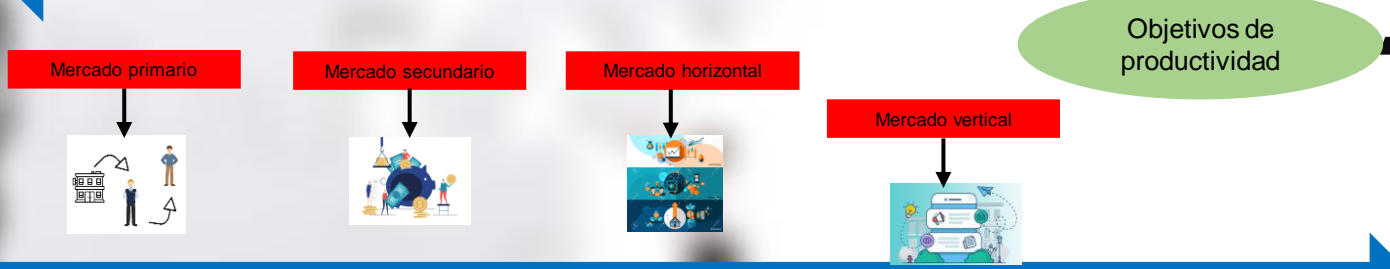 Objetivos de
productividad
Mercado primario
Mercado secundario
Mercado horizontal
Mercado vertical